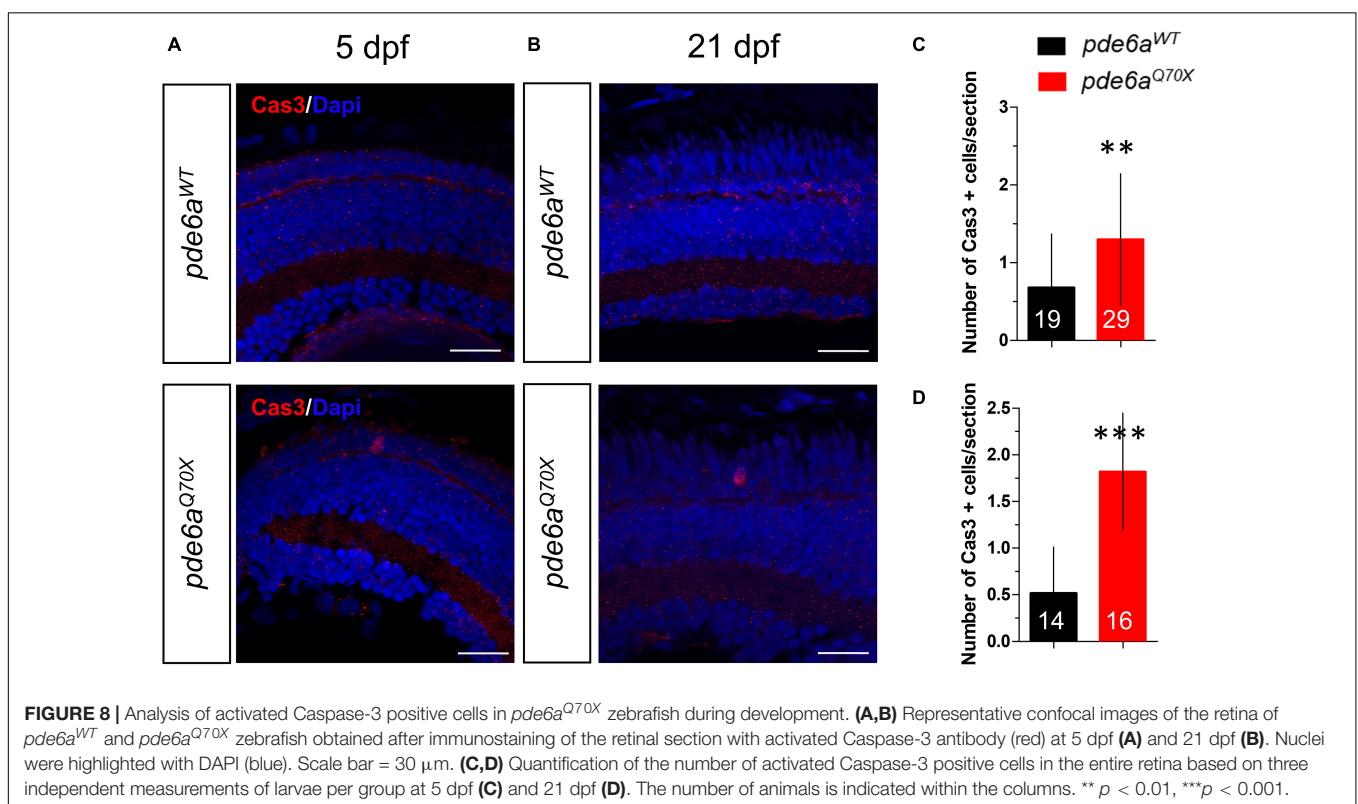 A
5 dpf
B
21 dpf
C
pde6aWT
pde6aQ70X
pde6aWT
Cas3/Dapi
pde6aWT
Number of Cas3 + cells/section
3
2
1
0
**
19
29
pde6aQ70X
Cas3/Dapi
pde6aQ70X
D
Number of Cas3 + cells/section
2.5
2.0
1.5
1.0
0.5
0.0
***
14
16
FIGURE 8 | Analysis of activated Caspase-3 positive cells in pde6aQ70X zebrafish during development. (A,B) Representative confocal images of the retina of
pde6aWT and pde6aQ70X zebrafish obtained after immunostaining of the retinal section with activated Caspase-3 antibody (red) at 5 dpf (A) and 21 dpf (B). Nuclei
were highlighted with DAPI (blue). Scale bar = 30 μm. (C,D) Quantification of the number of activated Caspase-3 positive cells in the entire retina based on three
independent measurements of larvae per group at 5 dpf (C) and 21 dpf (D). The number of animals is indicated within the columns. ** p < 0.01, ***p < 0.001.